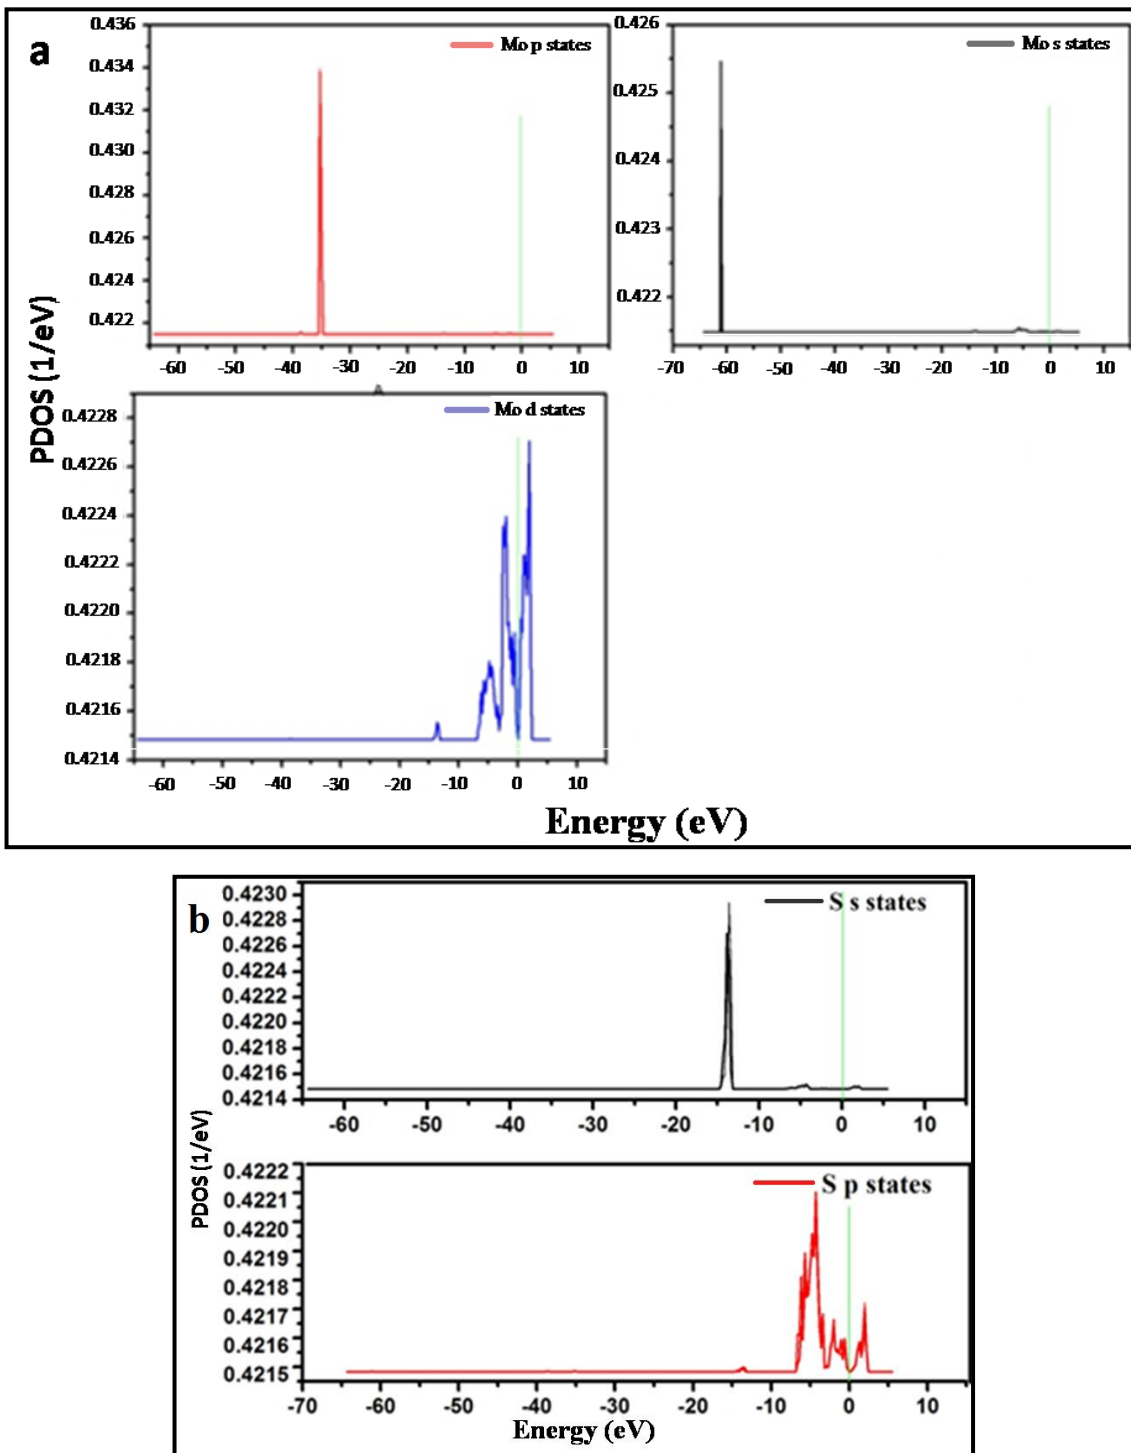 a
PDOS (1/eV)
Mo p states
0.436
0.434
0.432
0.430
0.428
0.426
0.424
0.422
-60 -50 -40 -30 -20 -10 0 10
Mo s states
0.426
0.425
0.424
0.423
0.422
-70 -60 -50 -40 -30 -20 -10 0 10
Mo d states
0.4228
0.4226
0.4224
0.4222
0.4220
0.4218
0.4216
0.4214
-60 -50 -40 -30 -20 -10 0 10
Energy (eV)
b
PDOS (1/eV)
S s states
0.4230
0.4228
0.4226
0.4224
0.4222
0.4220
0.4218
0.4216
0.4214
-60 -50 -40 -30 -20 -10 0 10
S p states
0.4222
0.4221
0.4220
0.4219
0.4218
0.4217
0.4216
0.4215
-70 -60 -50 -40 -30 -20 -10 0 10
Energy (eV)